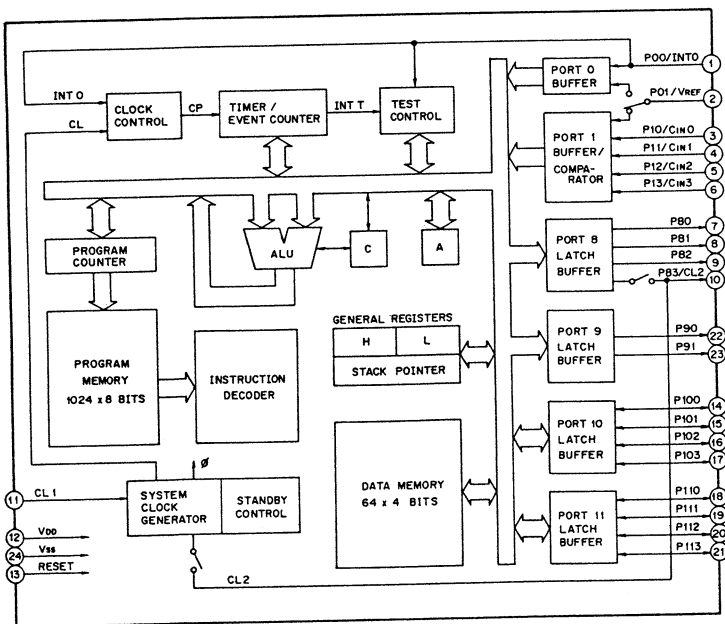 PORT 0
BUFFER
P00/INT0
1
P01/VREF
2
INT 0
CL
CLOCK
CONTROL
CP
TIMER /
EVENT COUNTER
INT T
TEST
CONTROL
PORT 1
BUFFER/
COMPA-
RATOR
P10/CIN0
3
P11/CIN1
4
P12/CIN2
5
P13/CIN3
6
PROGRAM
COUNTER
ALU
C
A
PORT 8
LATCH
BUFFER
P80
7
P81
8
P82
9
P83/CL2
10
GENERAL REGISTERS
H L
STACK POINTER
PORT 9
LATCH
BUFFER
P90
22
P91
23
PROGRAM
MEMORY
1024 x 8 BITS
INSTRUCTION
DECODER
PORT 10
LATCH
BUFFER
P100
14
P101
15
P102
16
P103
17
DATA MEMORY
64 x 4 BITS
Ø
SYSTEM
CLOCK
GENERATOR
STANDBY
CONTROL
PORT 11
LATCH
BUFFER
P110
18
P111
19
P112
20
P113
21
11 CL 1
12 VDD
24 Vss
13 RESET
CL2